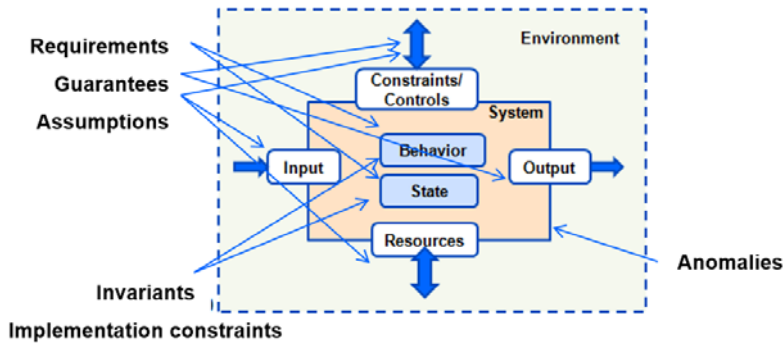 Requirements
Environment
Guarantees
Constraints/
Controls
Assumptions
System
Behavior
Input
Output
State
Resources
Anomalies
Invariants
Implementation constraints